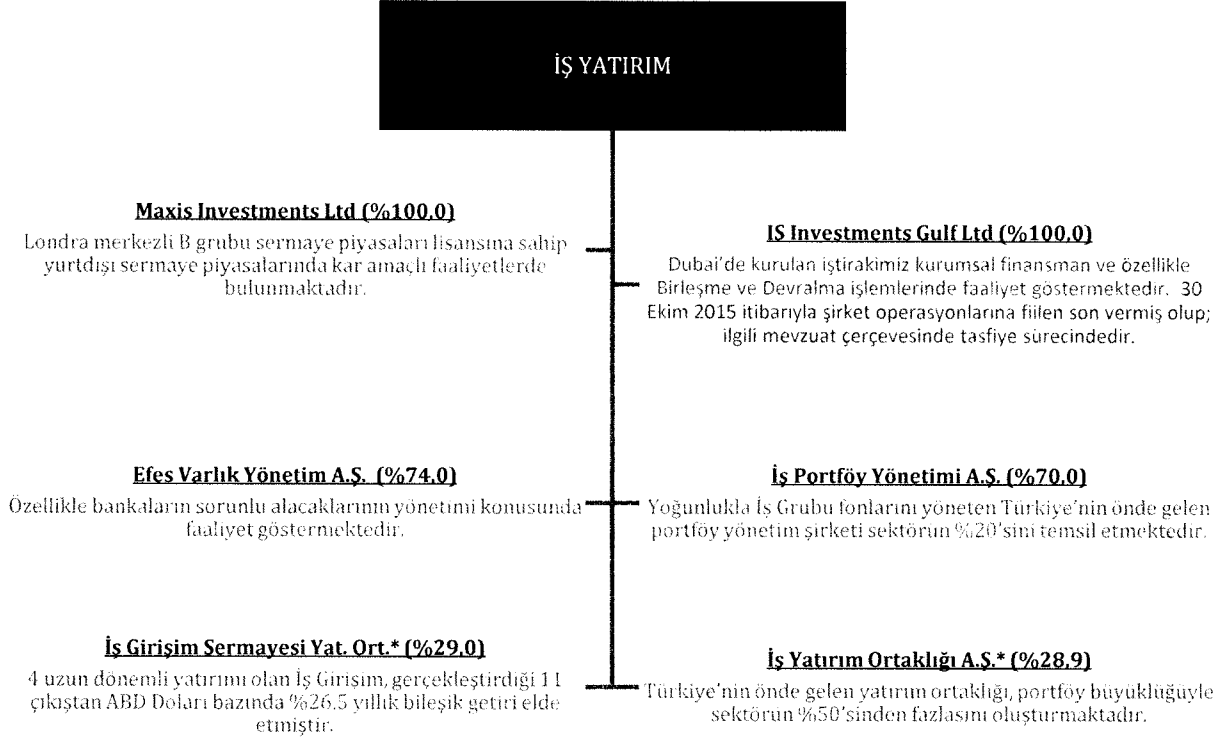 İŞ YATIRIM
Maxis Investments Ltd (%100,0)
Londra merkezli B grubu sermaye piyasaları lisansına sahip
yurtdışı sermaye piyasalarında kar amaçlı faaliyetlerde
bulunmaktadır.
IS Investments Gulf Ltd (%100,0)
Dubai'de kurulan iştirakimiz kurumsal finansman ve özellikle
Birleşme ve Devralma işlemlerinde faaliyet göstermektedir. 30
Ekim 2015 itibarıyla şirket operasyonlarına fiilen son vermiş olup;
ilgili mevzuat çerçevesinde tasfiye sürecindedir.
Efes Varlık Yönetim A.Ş. (%74,0)
Özellikle bankaların sorunlu alacaklarının yönetimi konusunda
faaliyet göstermektedir.
İş Portföy Yönetimi A.Ş. (%70,0)
Yoğunlukla İş Grubu fonlarını yöneten Türkiye'nin önde gelen
portföy yönetim şirketi sektörün %20'sini temsil etmektedir.
İş Girişim Sermayesi Yat. Ort.* (%29,0)
4 uzun dönemli yatırımı olan İş Girişim, gerçekleştirdiği 11
çıkıştan ABD Doları bazında %26,5 yıllık bileşik getiri elde
etmiştir.
İş Yatırım Ortaklığı A.Ş.* (%28,9)
Türkiye'nin önde gelen yatırım ortaklığı, portföy büyüklüğüyle
sektörün %50'sinden fazlasını oluşturmaktadır.